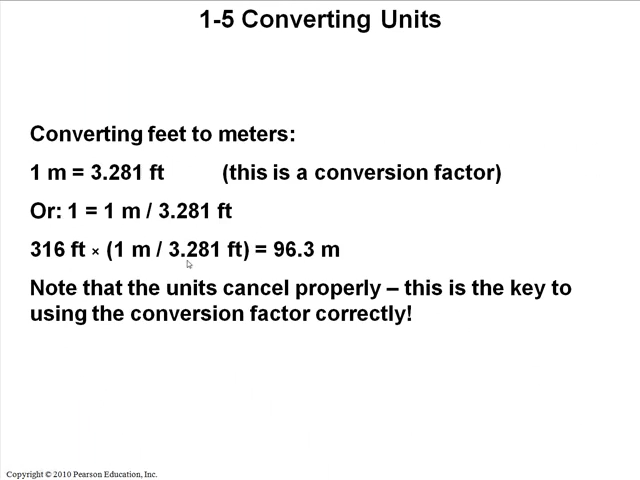 1-5 Converting Units
Converting feet to meters:
1 m = 3.281 ft (this is a conversion factor)
Or: 1 = 1 m / 3.281 ft
316 ft × (1 m / 3.281 ft) = 96.3 m
Note that the units cancel properly – this is the key to
using the conversion factor correctly!
Copyright © 2010 Pearson Education, Inc.